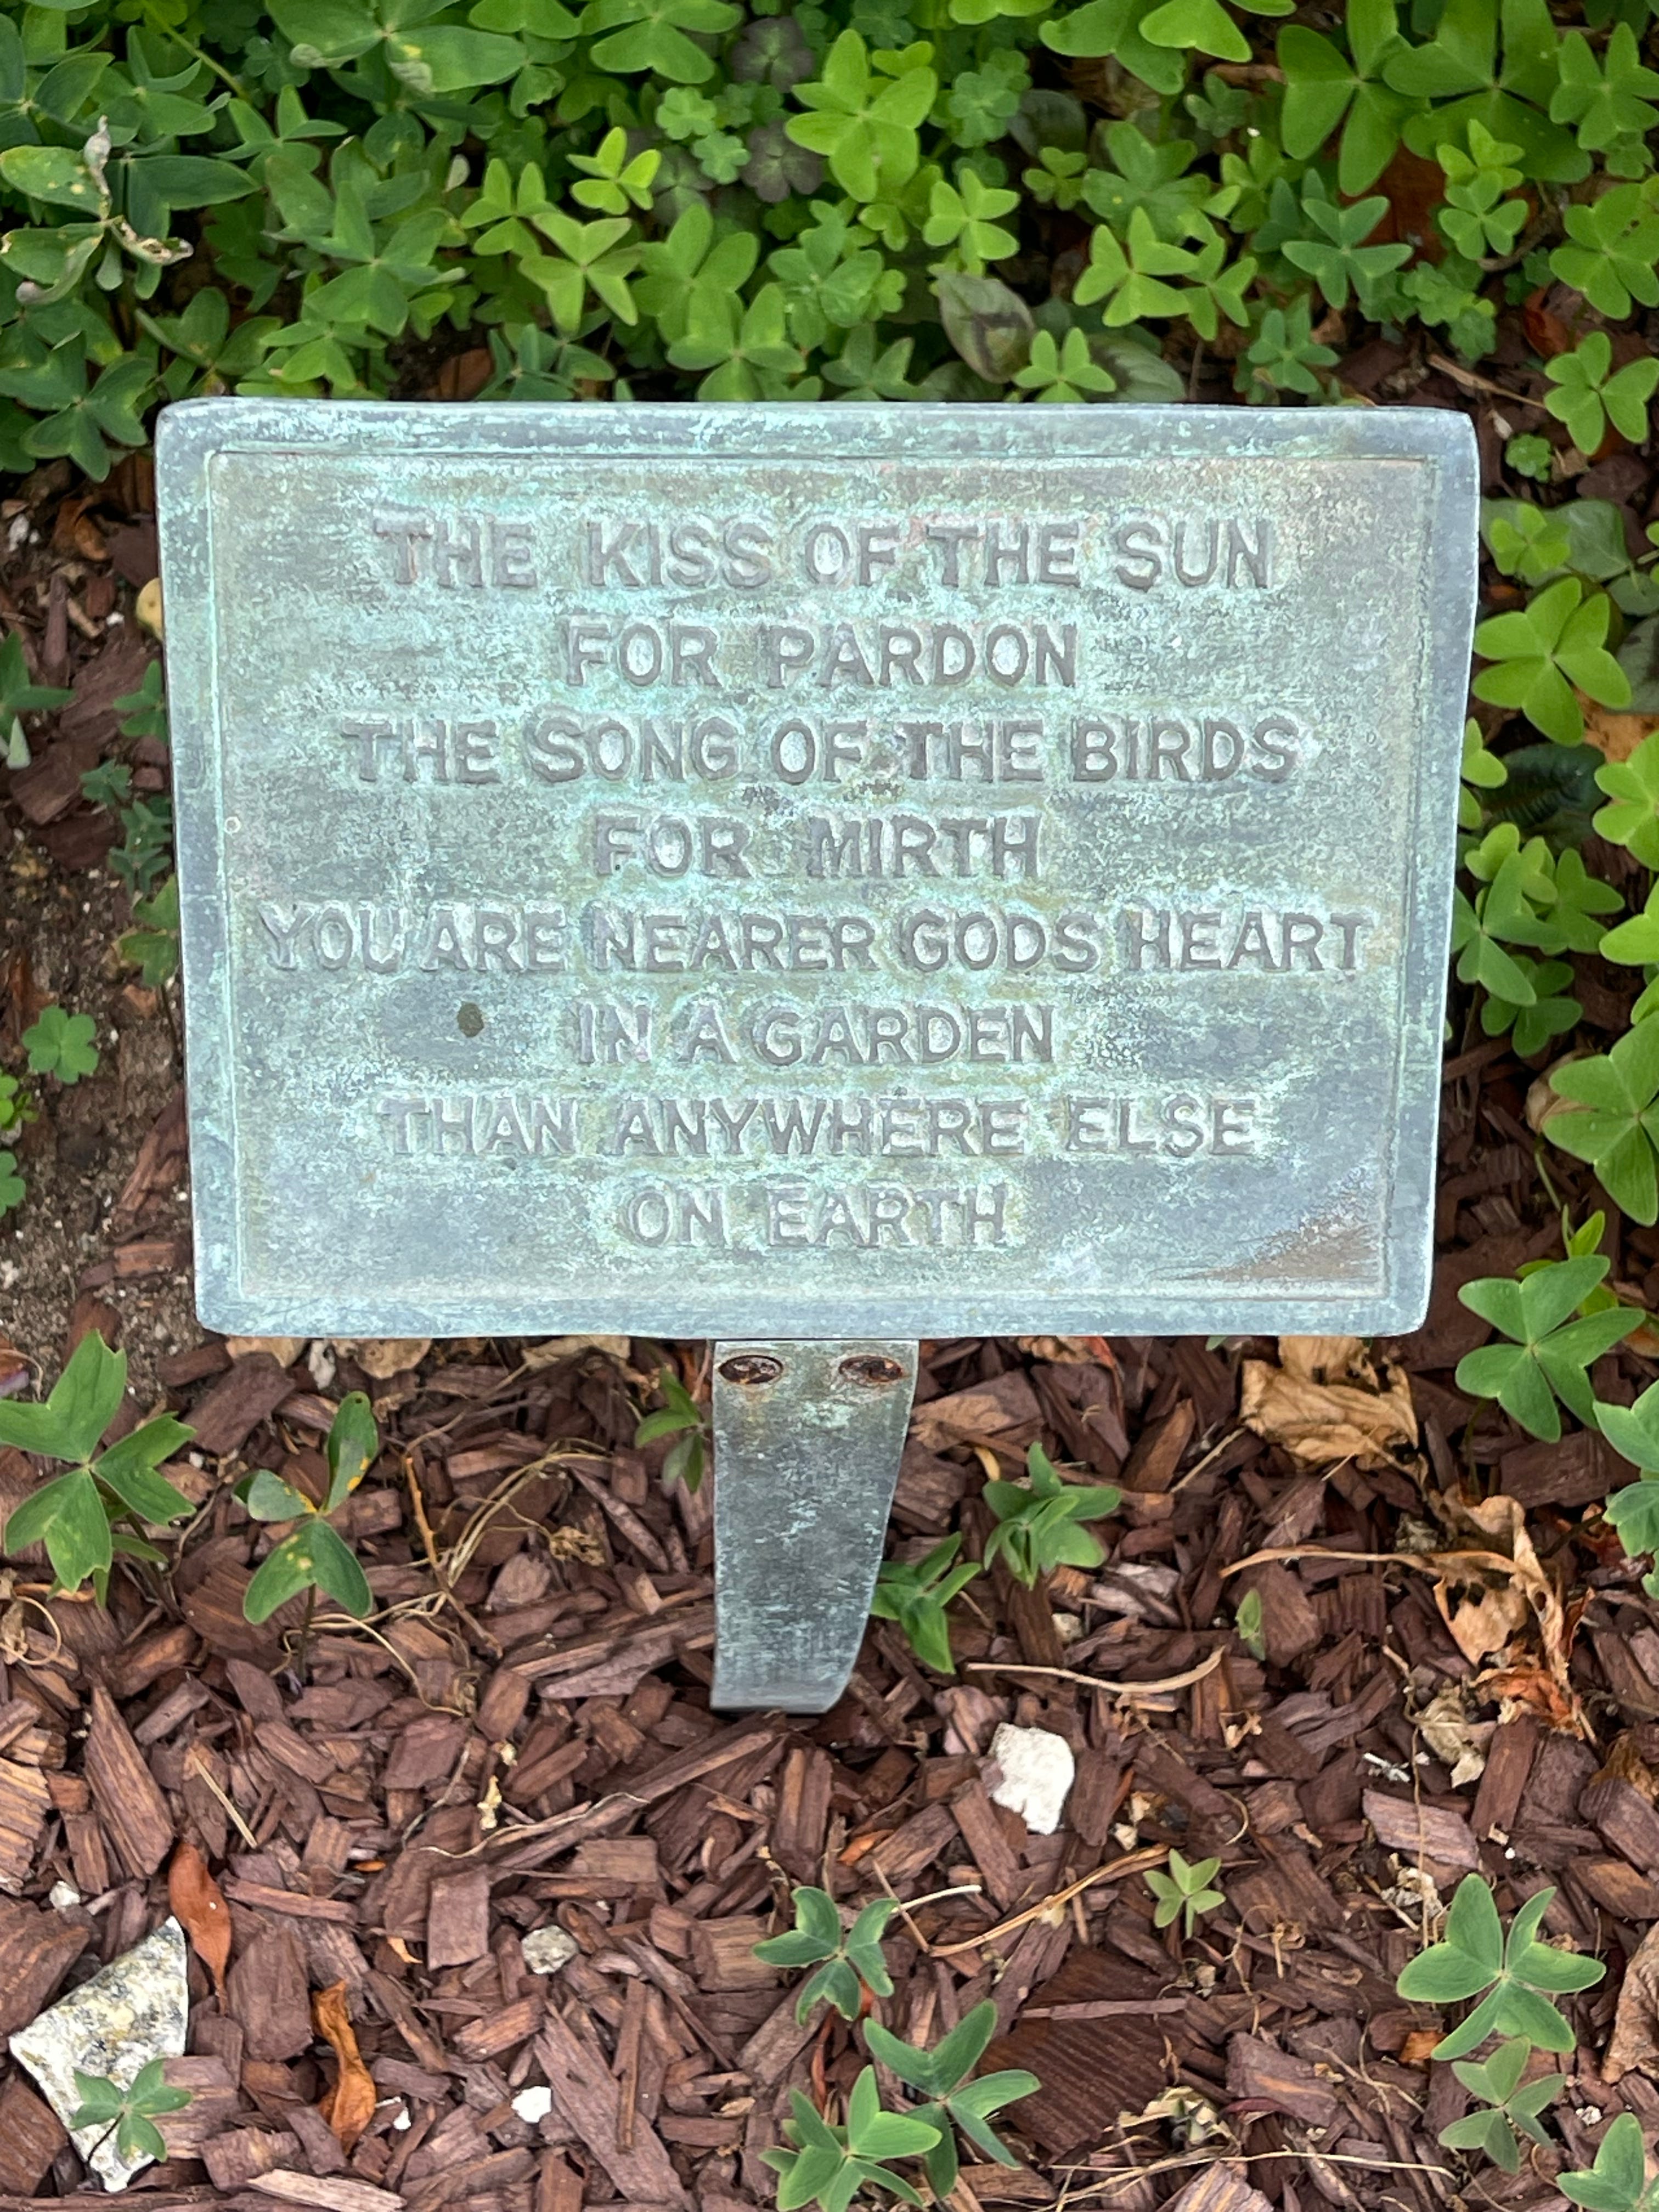 THE KISS OF THE SUN
FOR PARDON
THE SONG OF THE BIRDS
FOR MIRTH
YOU ARE NEARER GODS HEART
IN A GARDEN
THAN ANYWHERE ELSE
ON EARTH